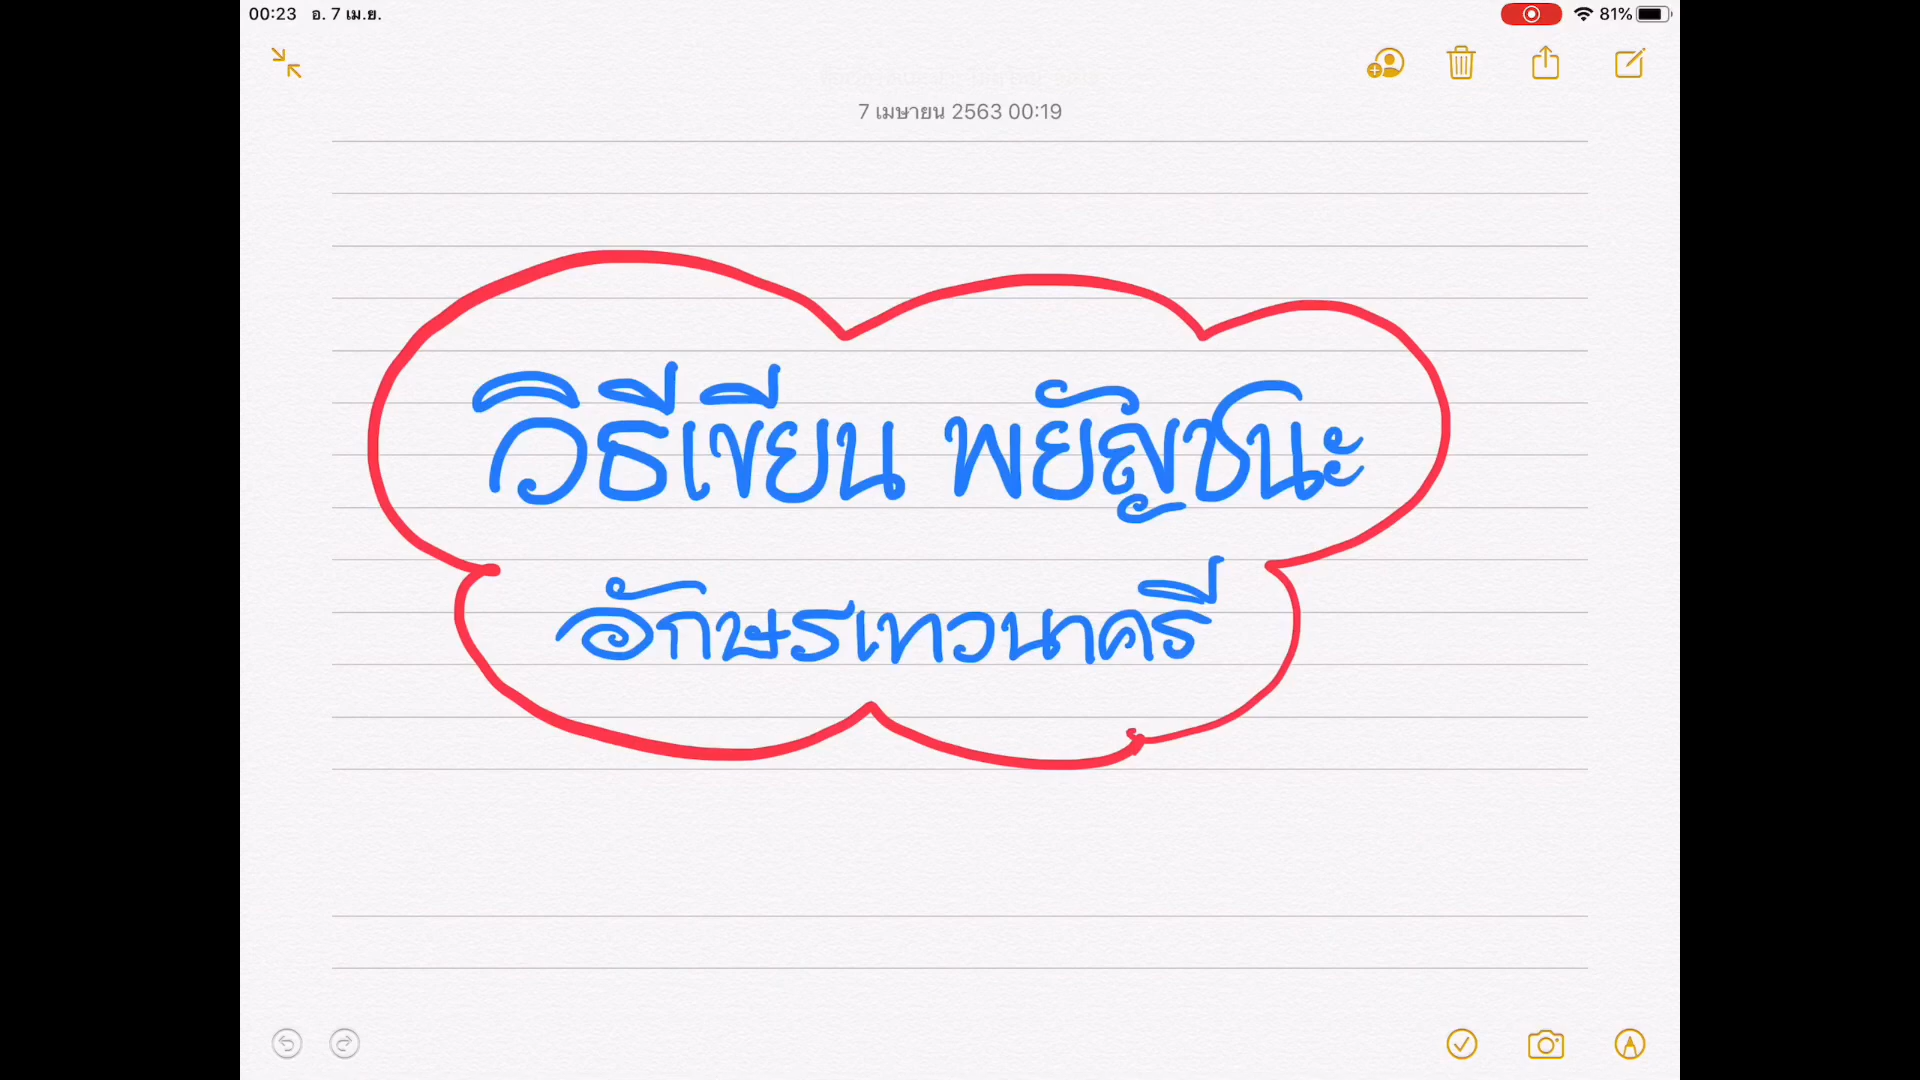 00:23 อ. 7 เม.ย. 81%
7 เมษายน 2563 00:19
วิธีเขียน พยัญชนะ
อักษรเทวนาครี